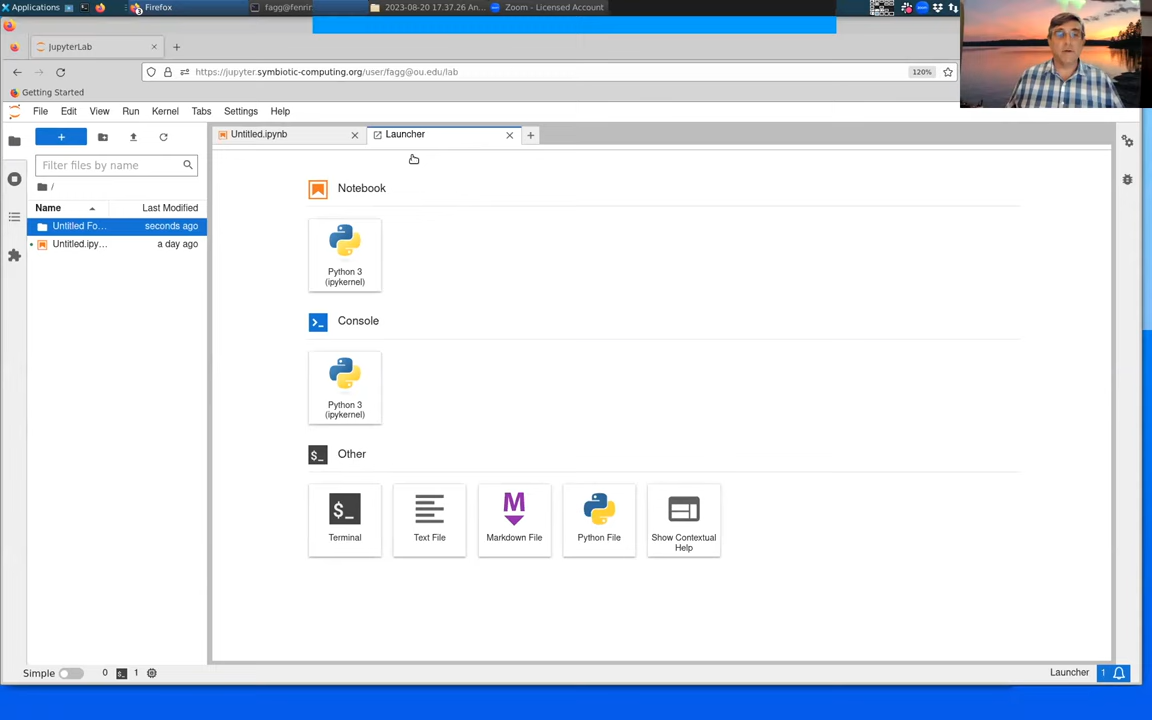 Applications
Firefox
fagg@fenrir
2023-08-20 17.37.26 An...
Zoom - Licensed Account
JupyterLab
https://jupyter.symbiotic-computing.org/user/fagg@ou.edu/lab
120%
Getting Started
File Edit View Run Kernel Tabs Settings Help
Untitled.ipynb
Launcher
Filter files by name
/
Name Last Modified
Untitled Fo... seconds ago
Untitled.ipy... a day ago
Notebook
Python 3
(ipykernel)
Console
Python 3
(ipykernel)
Other
$_
Terminal
Text File
M
Markdown File
Python File
Show Contextual
Help
Simple 0 $_ 1
Launcher 1